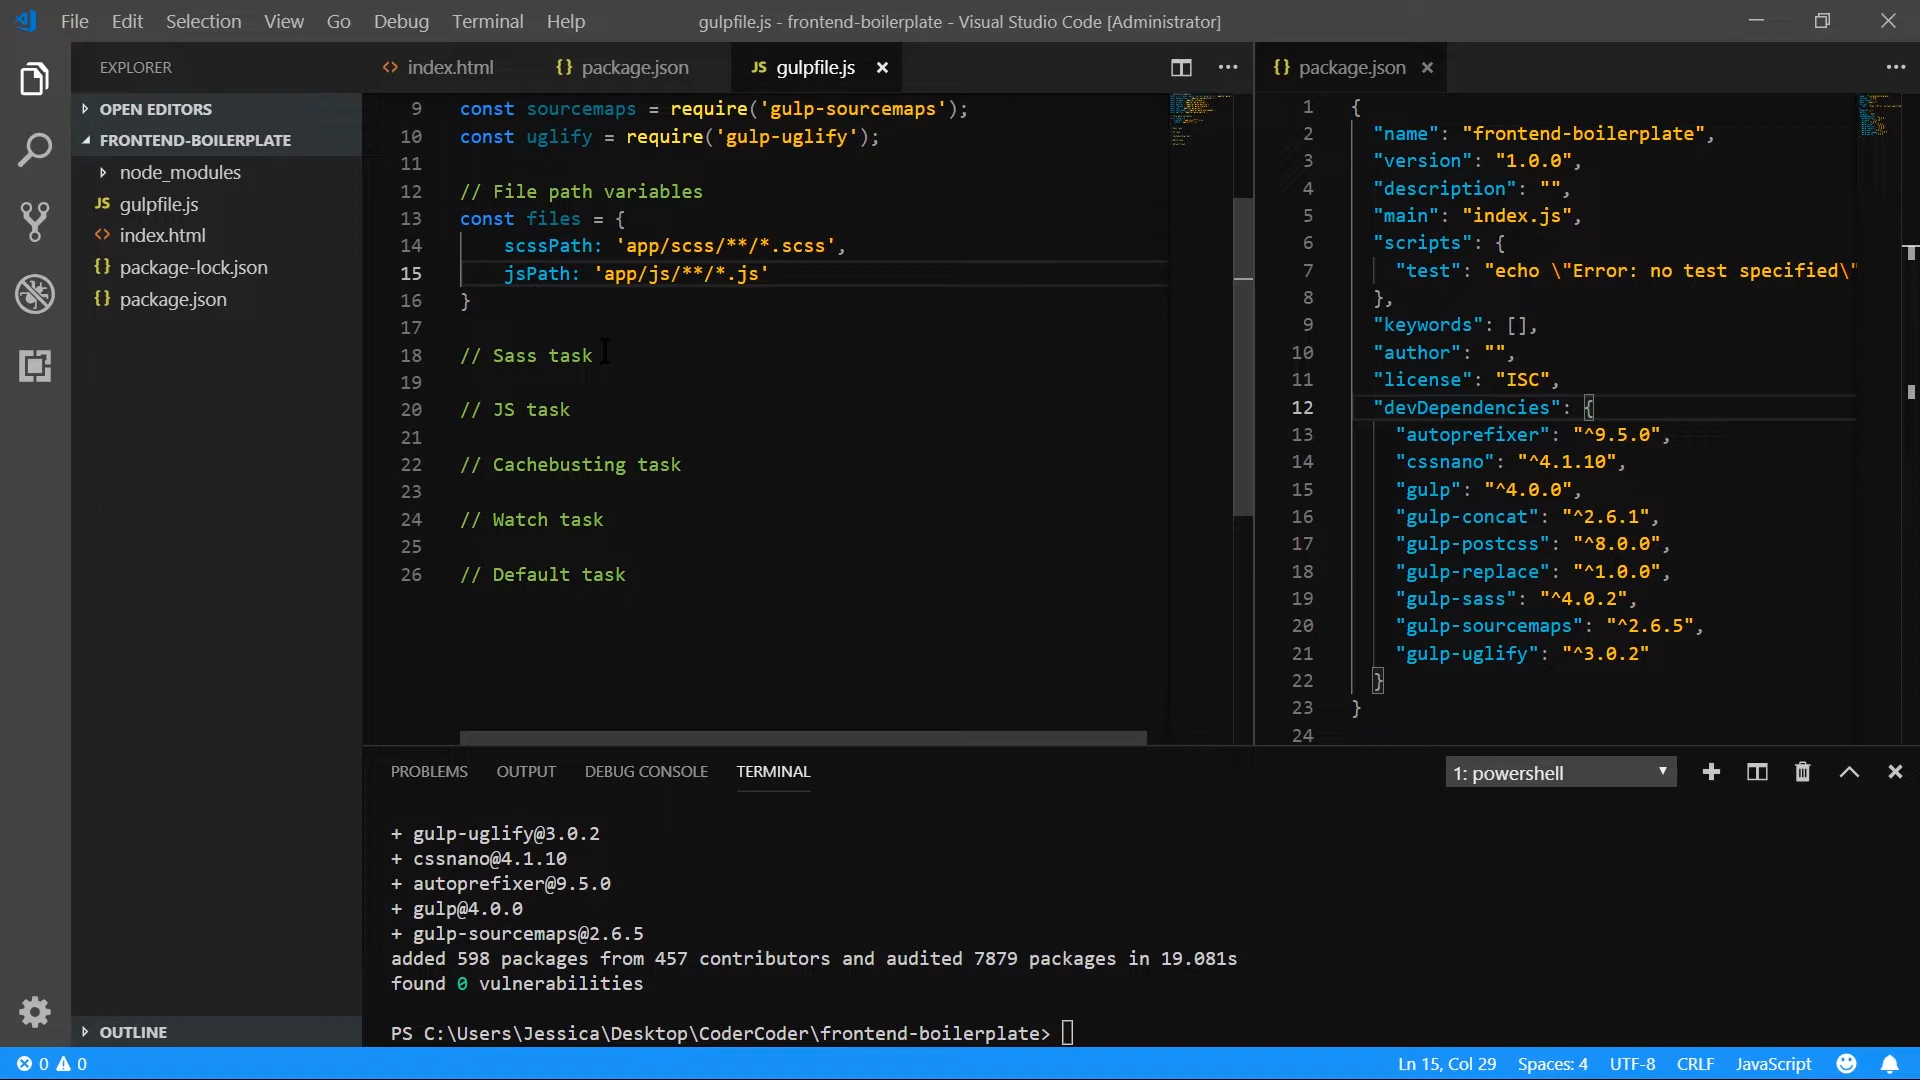 File Edit Selection View Go Debug Terminal Help
gulpfile.js - frontend-boilerplate - Visual Studio Code [Administrator]
EXPLORER
OPEN EDITORS
FRONTEND-BOILERPLATE
node_modules
JS gulpfile.js
<> index.html
{} package-lock.json
{} package.json
OUTLINE
<> index.html
{} package.json
JS gulpfile.js
9 const sourcemaps = require('gulp-sourcemaps');
10 const uglify = require('gulp-uglify');
11
12 // File path variables
13 const files = {
14 scssPath: 'app/scss/**/*.scss',
15 jsPath: 'app/js/**/*.js'
16 }
17
18 // Sass task
19
20 // JS task
21
22 // Cachebusting task
23
24 // Watch task
25
26 // Default task
{} package.json
1 {
2 "name": "frontend-boilerplate",
3 "version": "1.0.0",
4 "description": "",
5 "main": "index.js",
6 "scripts": {
7 "test": "echo \"Error: no test specified\"
8 },
9 "keywords": [],
10 "author": "",
11 "license": "ISC",
12 "devDependencies": {
13 "autoprefixer": "^9.5.0",
14 "cssnano": "^4.1.10",
15 "gulp": "^4.0.0",
16 "gulp-concat": "^2.6.1",
17 "gulp-postcss": "^8.0.0",
18 "gulp-replace": "^1.0.0",
19 "gulp-sass": "^4.0.2",
20 "gulp-sourcemaps": "^2.6.5",
21 "gulp-uglify": "^3.0.2"
22 }
23 }
24
PROBLEMS OUTPUT DEBUG CONSOLE TERMINAL
1: powershell
+ gulp-uglify@3.0.2
+ cssnano@4.1.10
+ autoprefixer@9.5.0
+ gulp@4.0.0
+ gulp-sourcemaps@2.6.5
added 598 packages from 457 contributors and audited 7879 packages in 19.081s
found 0 vulnerabilities
PS C:\Users\Jessica\Desktop\CoderCoder\frontend-boilerplate>
0 0
Ln 15, Col 29 Spaces: 4 UTF-8 CRLF JavaScript